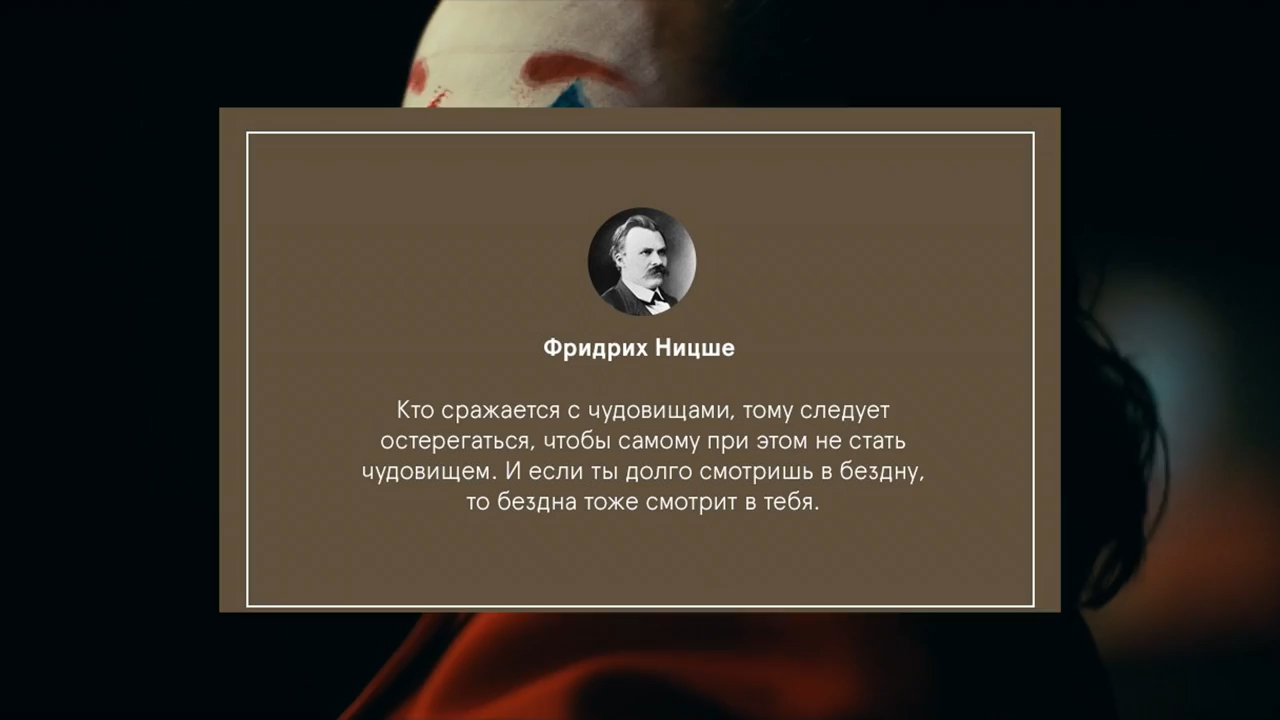 Фридрих Ницше
Кто сражается с чудовищами, тому следует
остерегаться, чтобы самому при этом не стать
чудовищем. И если ты долго смотришь в бездну,
то бездна тоже смотрит в тебя.